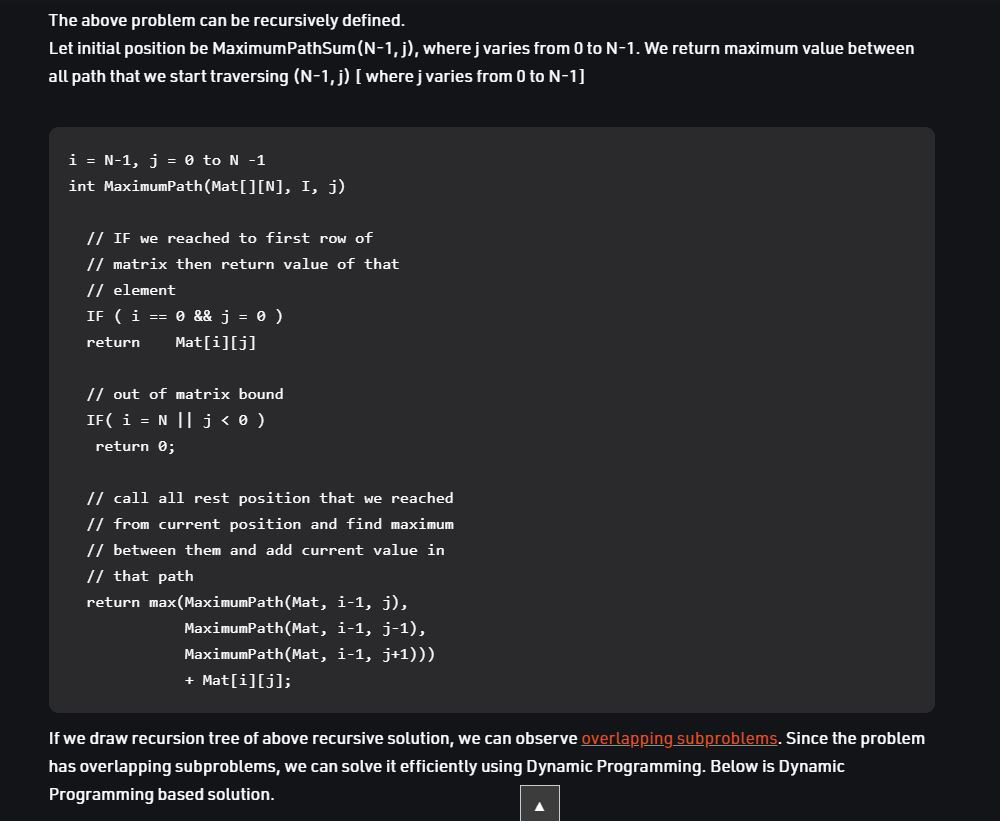 The above problem can be recursively defined.
Let initial position be MaximumPathSum(N-1, j), where j varies from 0 to N-1. We return maximum value between
all path that we start traversing (N-1, j) [ where j varies from 0 to N-1]
i = N-1, j = 0 to N -1
int MaximumPath(Mat[][N], I, j)
// IF we reached to first row of
// matrix then return value of that
// element
IF ( i == 0 && j = 0 )
return    Mat[i][j]
// out of matrix bound
IF( i = N || j < 0 )
return 0;
// call all rest position that we reached
// from current position and find maximum
// between them and add current value in
// that path
return max(MaximumPath(Mat, i-1, j),
MaximumPath(Mat, i-1, j-1),
MaximumPath(Mat, i-1, j+1)))
+ Mat[i][j];
If we draw recursion tree of above recursive solution, we can observe overlapping subproblems. Since the problem
has overlapping subproblems, we can solve it efficiently using Dynamic Programming. Below is Dynamic
Programming based solution.